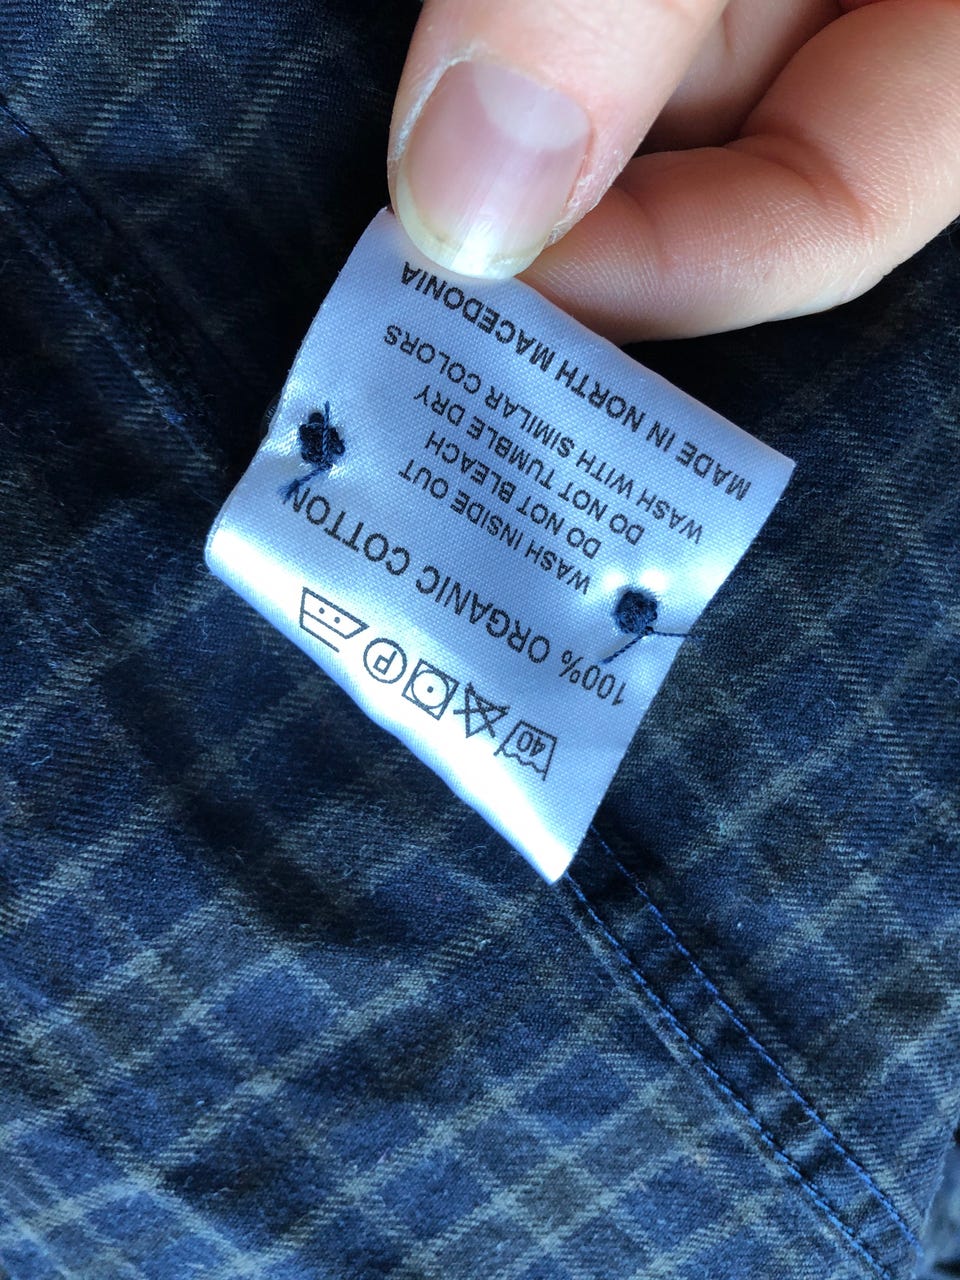 40 P
100% ORGANIC COTTON
WASH INSIDE OUT
DO NOT BLEACH
DO NOT TUMBLE DRY
WASH WITH SIMILAR COLORS
MADE IN NORTH MACEDONIA